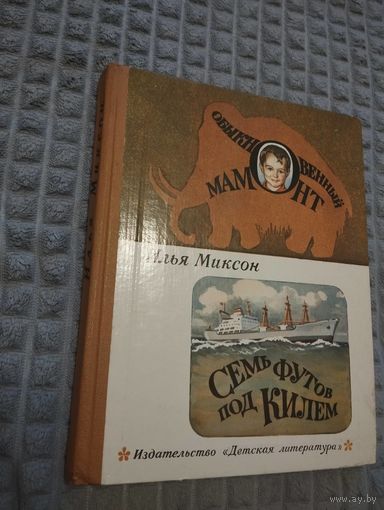 ОБЫКНОВЕННЫЙ
МАМОНТ
Илья Миксон
СЕМЬ ФУТОВ
ПОД КИЛЕМ
Издательство «Детская литература»
www.ay.by